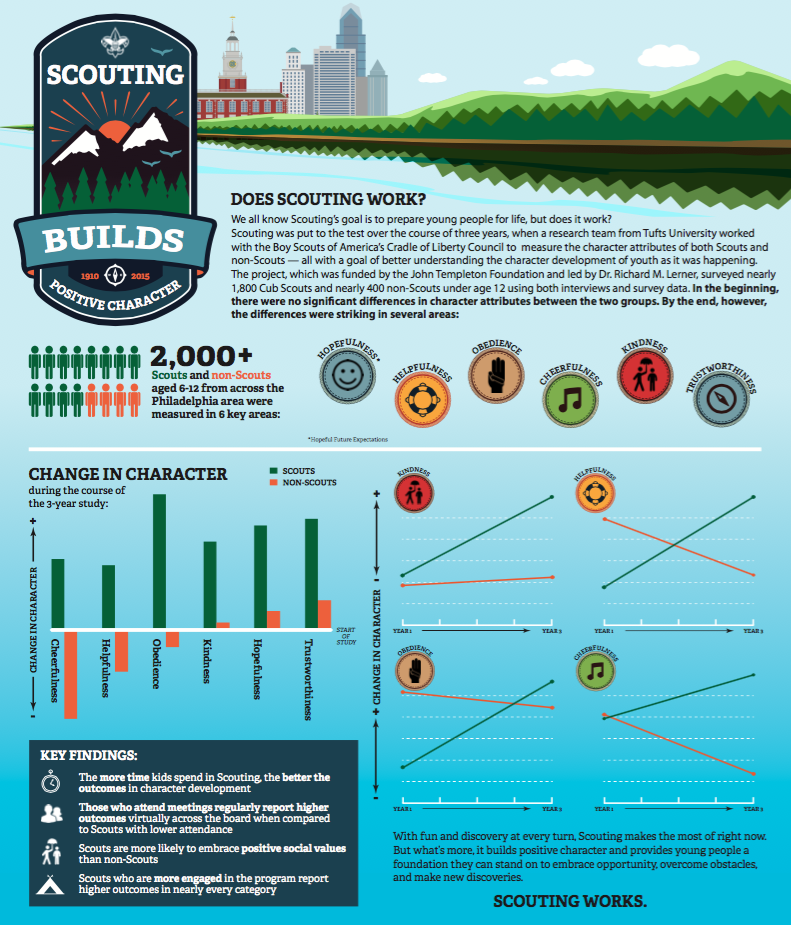 SCOUTING
BUILDS
1910 2015
POSITIVE CHARACTER
DOES SCOUTING WORK?
We all know Scouting's goal is to prepare young people for life, but does it work?
Scouting was put to the test over the course of three years, when a research team from Tufts University worked
with the Boy Scouts of America's Cradle of Liberty Council to measure the character attributes of both Scouts and
non-Scouts — all with a goal of better understanding the character development of youth as it was happening.
The project, which was funded by the John Templeton Foundation and led by Dr. Richard M. Lerner, surveyed nearly
1,800 Cub Scouts and nearly 400 non-Scouts under age 12 using both interviews and survey data. In the beginning,
there were no significant differences in character attributes between the two groups. By the end, however,
the differences were striking in several areas:
2,000+
Scouts and non-Scouts
aged 6-12 from across the
Philadelphia area were
measured in 6 key areas:
HOPEFULNESS*
HELPFULNESS
OBEDIENCE
CHEERFULNESS
KINDNESS
TRUSTWORTHINESS
*Hopeful Future Expectations
CHANGE IN CHARACTER
during the course of
the 3-year study:
SCOUTS
NON-SCOUTS
+
CHANGE IN CHARACTER
-
Cheerfulness
Helpfulness
Obedience
Kindness
Hopefulness
Trustworthiness
START
OF
STUDY
KINDNESS
HELPFULNESS
+
-
YEAR 1
YEAR 3
YEAR 1
YEAR 3
CHANGE IN CHARACTER
OBEDIENCE
CHEERFULNESS
+
-
YEAR 1
YEAR 3
YEAR 1
YEAR 3
KEY FINDINGS:
The more time kids spend in Scouting, the better the
outcomes in character development
Those who attend meetings regularly report higher
outcomes virtually across the board when compared
to Scouts with lower attendance
Scouts are more likely to embrace positive social values
than non-Scouts
Scouts who are more engaged in the program report
higher outcomes in nearly every category
With fun and discovery at every turn, Scouting makes the most of right now.
But what's more, it builds positive character and provides young people a
foundation they can stand on to embrace opportunity, overcome obstacles,
and make new discoveries.
SCOUTING WORKS.